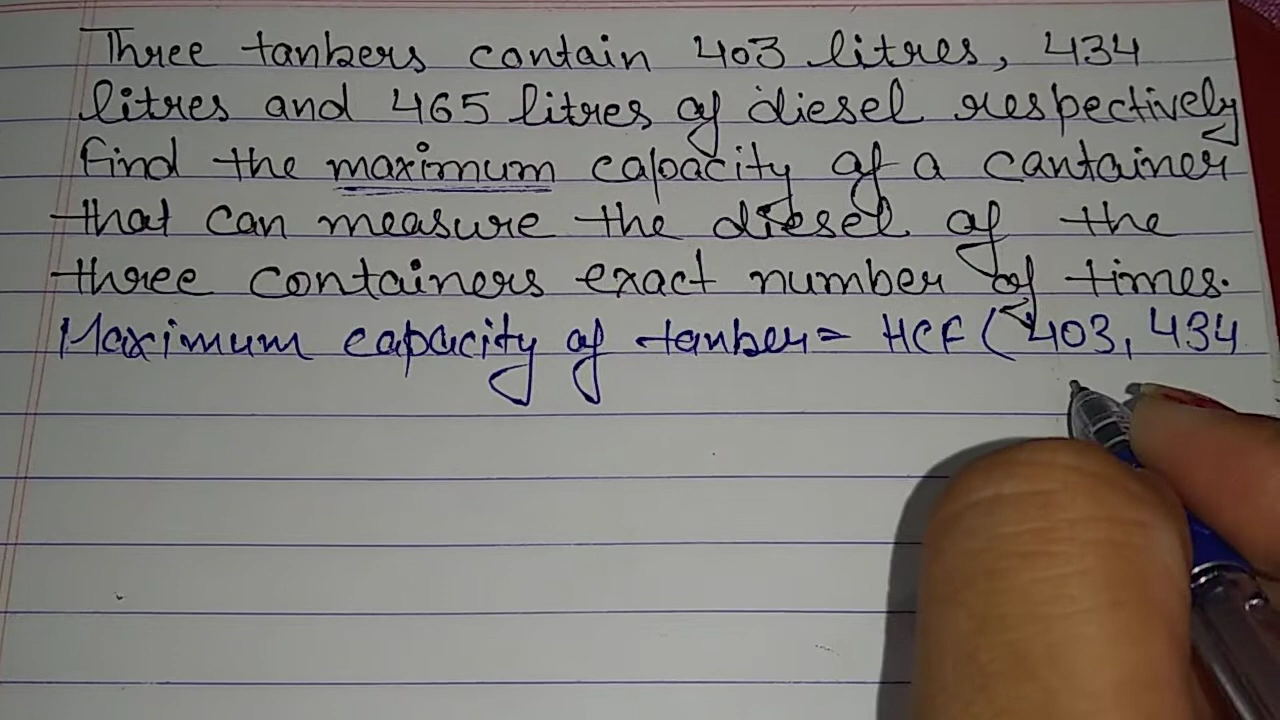 Three tankers contain 403 litres, 434
litres and 465 litres of diesel respectively
find the maximum capacity of a cantainer
that can measure the diesel of the
three containers exact number of times.
Maximum capacity of tanker = HCF (403, 434